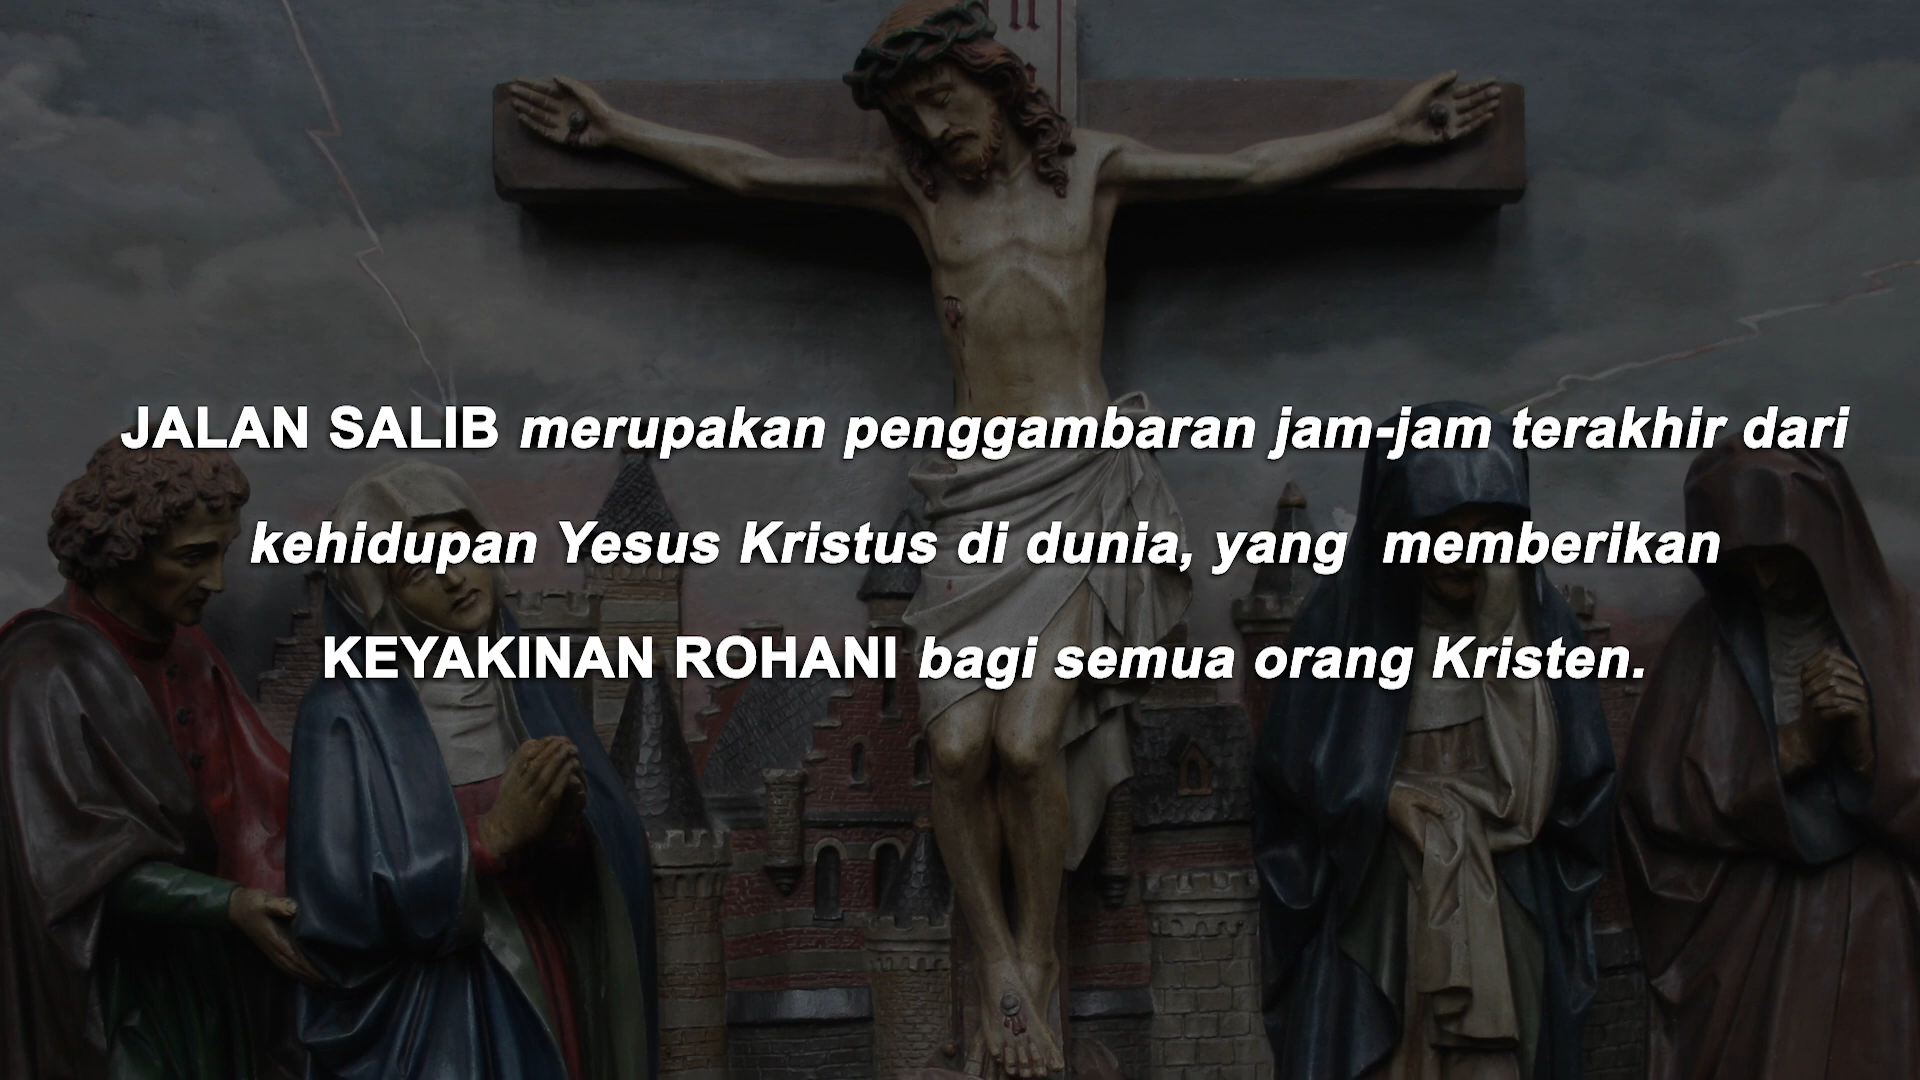 JALAN SALIB merupakan penggambaran jam-jam terakhir dari
kehidupan Yesus Kristus di dunia, yang memberikan
KEYAKINAN ROHANI bagi semua orang Kristen.